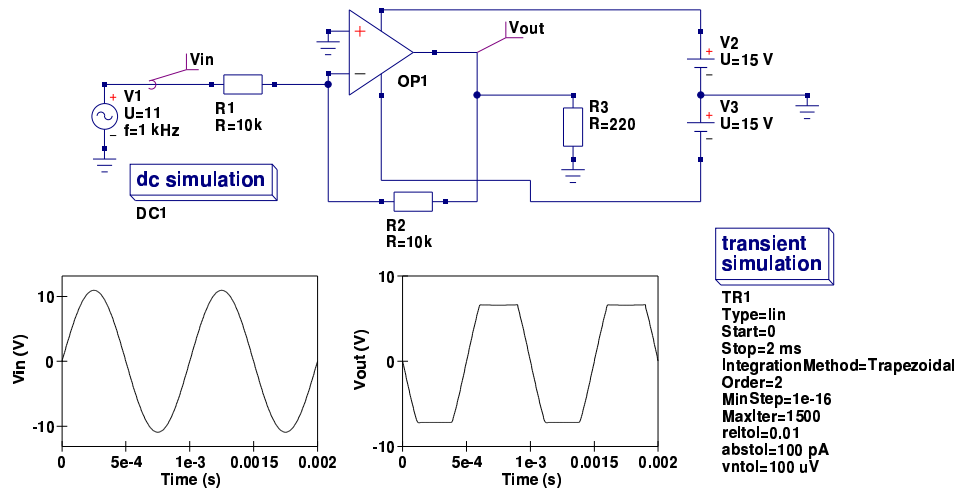 Vin
V1
U=11
f=1 kHz
R1
R=10k
+
−
OP1
Vout
R3
R=220
V2
U=15 V
V3
U=15 V
dc simulation
DC1
R2
R=10k
transient
simulation
TR1
Type=lin
Start=0
Stop=2 ms
IntegrationMethod=Trapezoidal
Order=2
MinStep=1e-16
MaxIter=1500
reltol=0.01
abstol=100 pA
vntol=100 uV
Vin (V)
10
0
-10
0 5e-4 1e-3 0.0015 0.002
Time (s)
Vout (V)
10
0
-10
0 5e-4 1e-3 0.0015 0.002
Time (s)